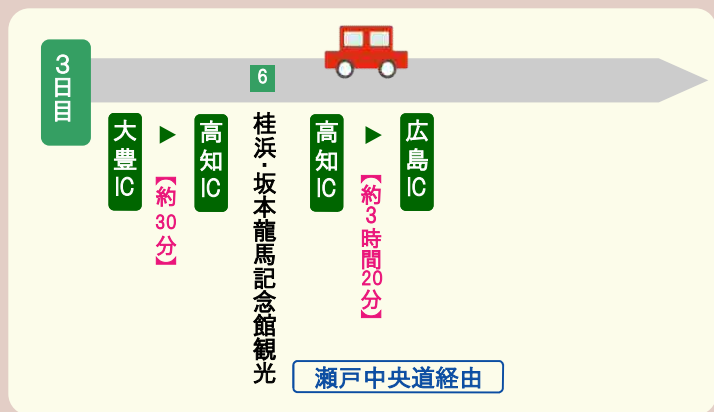 3日目
6
大豊IC
▶
【約30分】
高知IC
桂浜・坂本龍馬記念館観光
高知IC
▶
【約3時間20分】
広島IC
瀬戸中央道経由